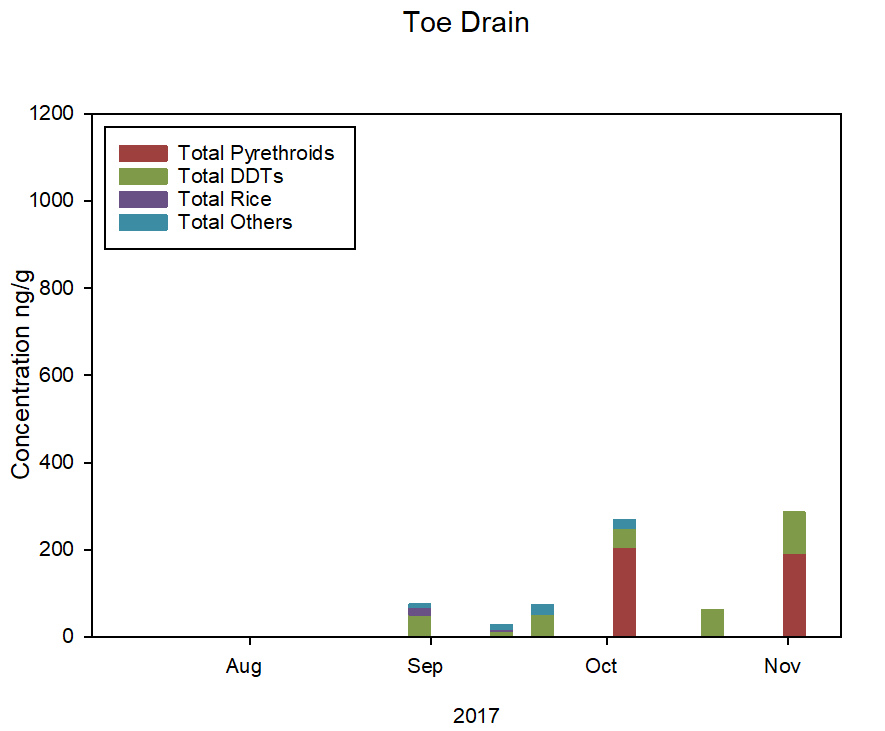 Toe Drain
1200
Total Pyrethroids
Total DDTs
Total Rice
Total Others
1000
800
600
400
200
0
Concentration ng/g
Aug Sep Oct Nov
2017